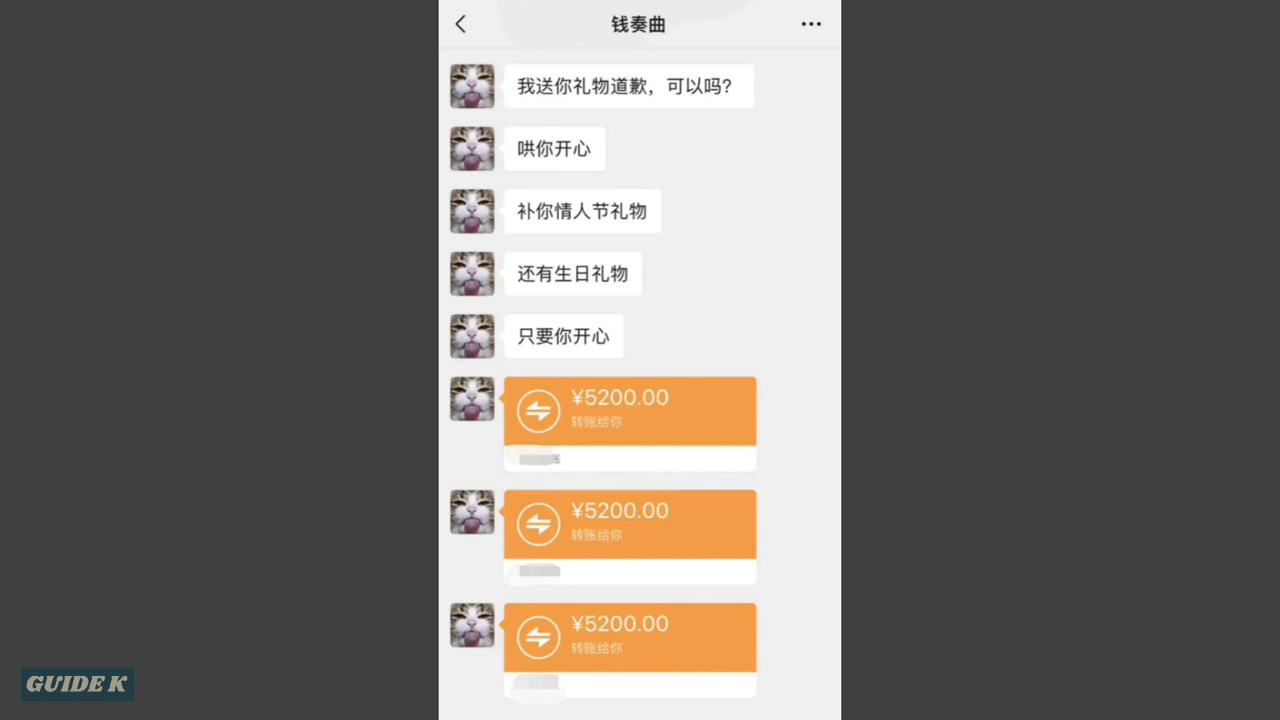 钱奏曲
我送你礼物道歉，可以吗？
哄你开心
补你情人节礼物
还有生日礼物
只要你开心
¥5200.00
转账给你
¥5200.00
转账给你
¥5200.00
转账给你
GUIDE K